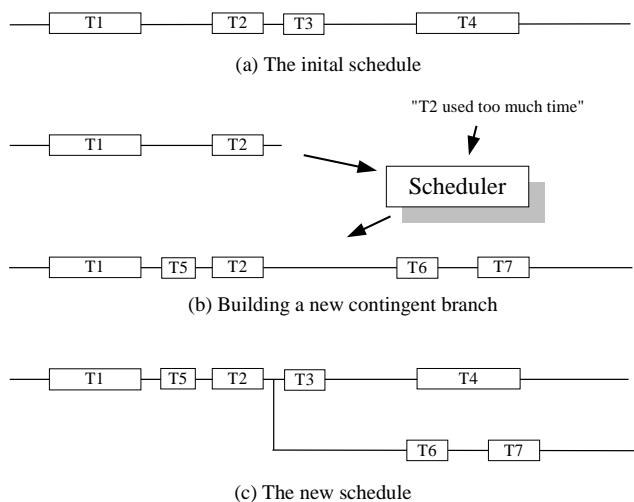 T1 T2 T3 T4
(a) The inital schedule
"T2 used too much time"
T1 T2
Scheduler
T1 T5 T2 T6 T7
(b) Building a new contingent branch
T1 T5 T2 T3 T4
T6 T7
(c) The new schedule